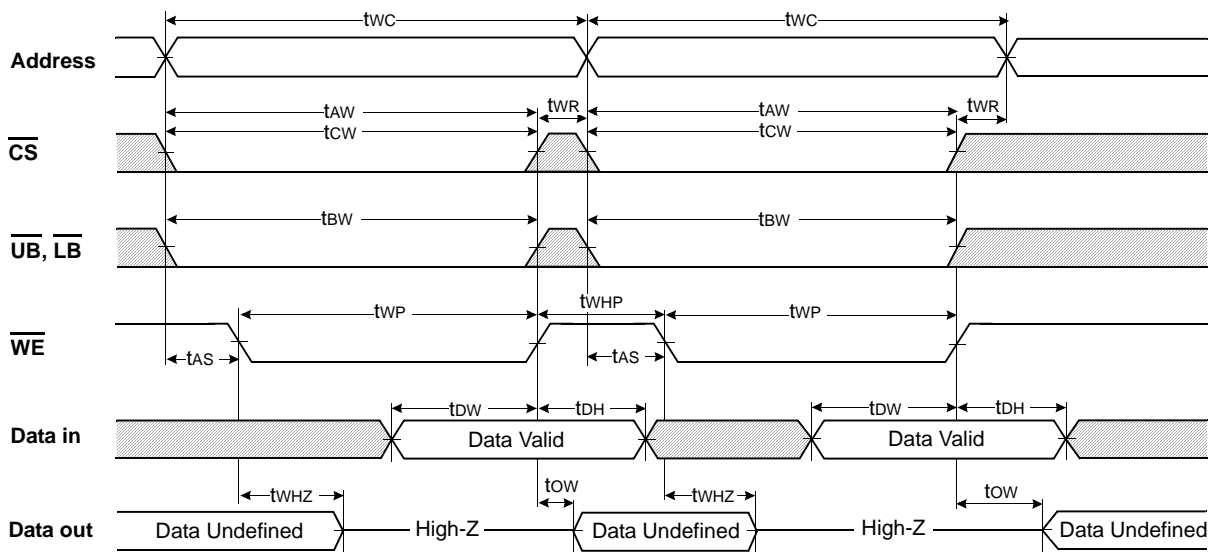 tWC tWC
Address
tAW tWR tAW tWR
CS tCW tCW
UB, LB tBW tBW
WE tWP tWHP tWP
tAS tAS
tDW tDH tDW tDH
Data in Data Valid Data Valid
tWHZ tOW tWHZ tOW
Data out Data Undefined High-Z Data Undefined High-Z Data Undefined